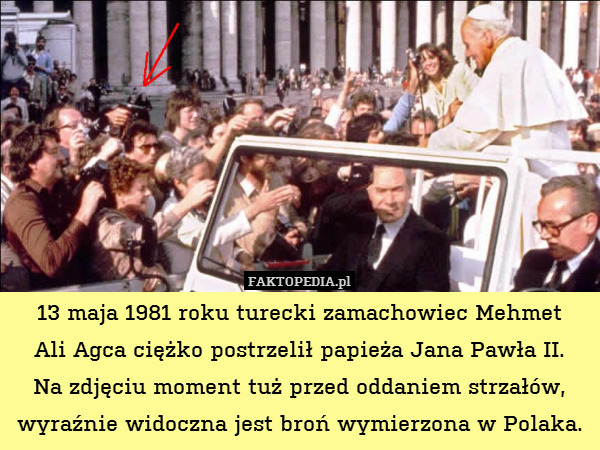 FAKTOPEDIA.pl
13 maja 1981 roku turecki zamachowiec Mehmet
Ali Agca ciężko postrzelił papieża Jana Pawła II.
Na zdjęciu moment tuż przed oddaniem strzałów,
wyraźnie widoczna jest broń wymierzona w Polaka.